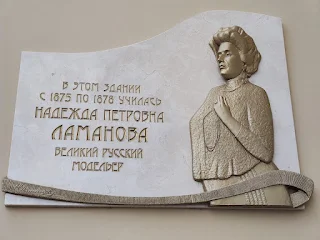 В ЭТОМ ЗДАНИИ
С 1875 ПО 1878 УЧИЛАСЬ
НАДЕЖДА ПЕТРОВНА
ЛАМАНОВА
ВЕЛИКИЙ РУССКИЙ
МОДЕЛЬЕР